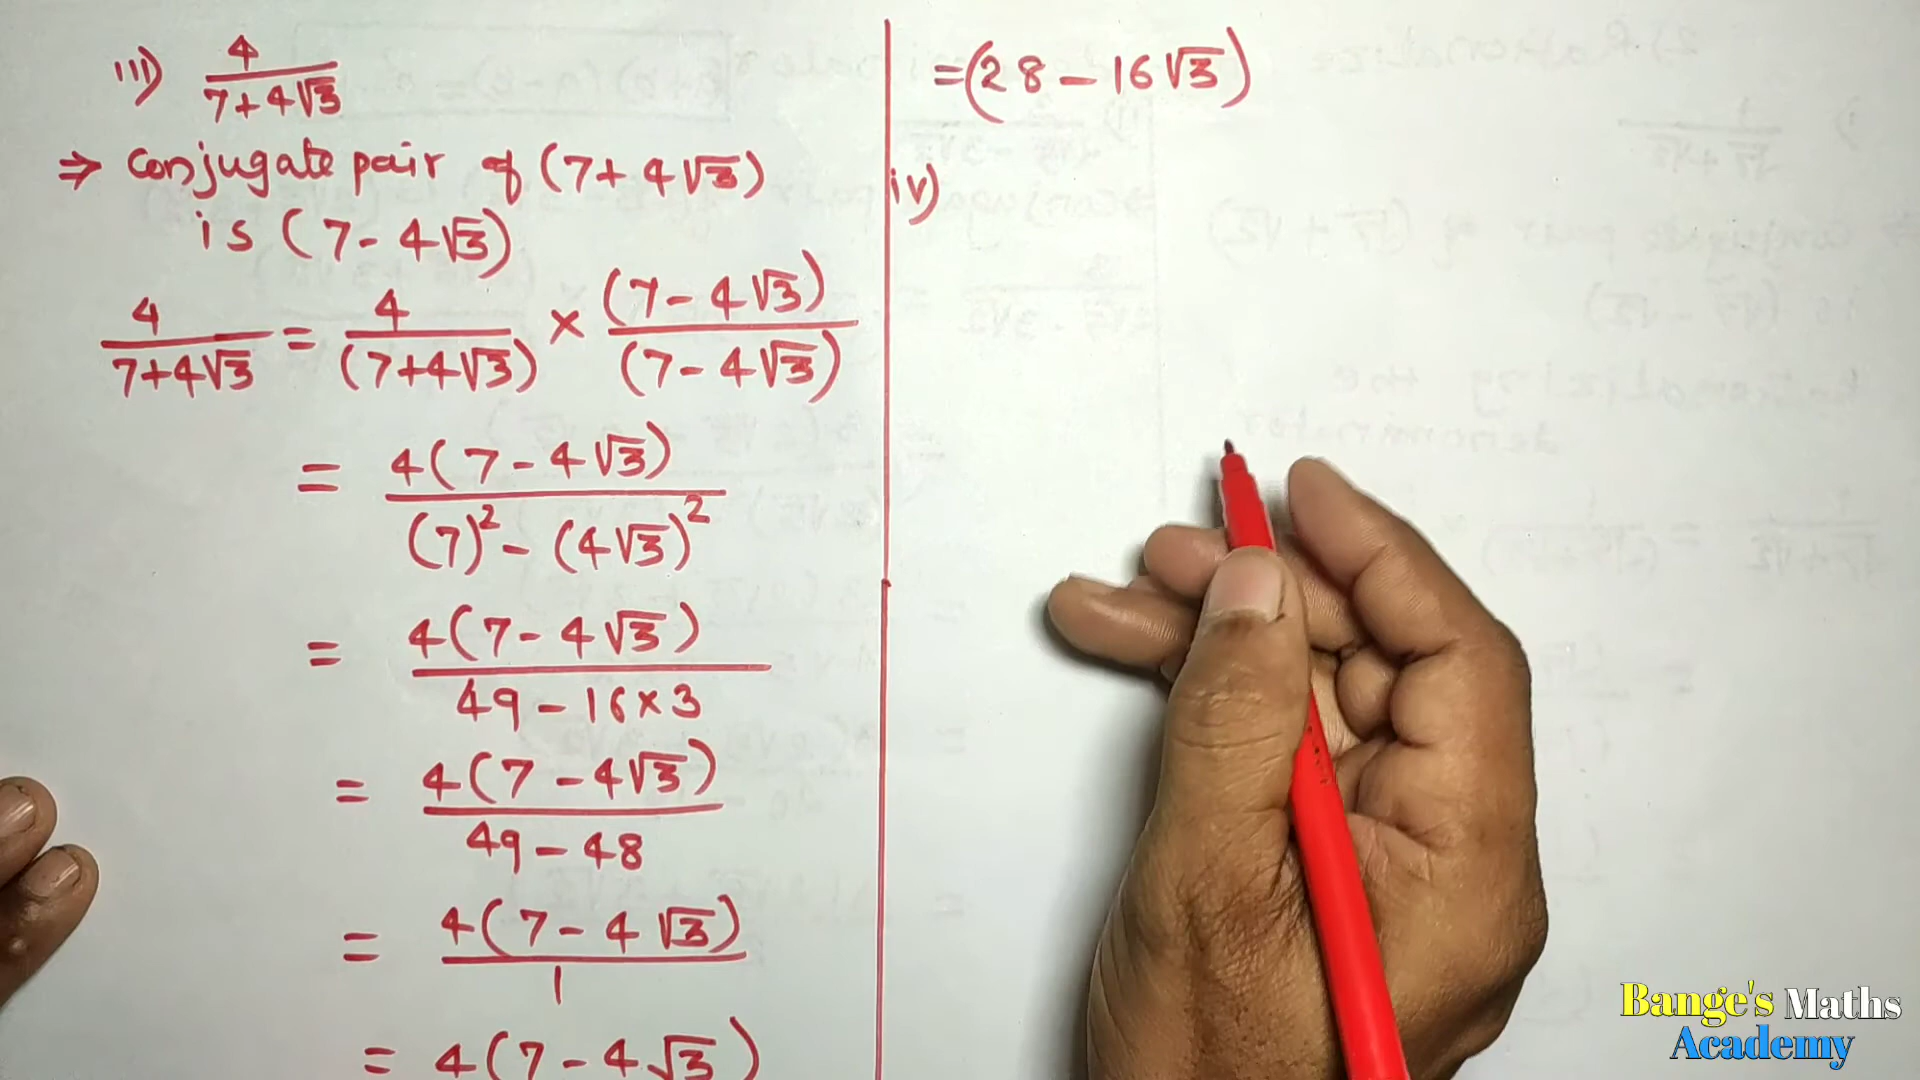 iii) 4/(7+4√3)
⇒ conjugate pair of (7+4√3)
is (7-4√3)
4/(7+4√3) = 4/(7+4√3) × (7-4√3)/(7-4√3)
= 4(7-4√3)/((7)²-(4√3)²)
= 4(7-4√3)/(49-16×3)
= 4(7-4√3)/(49-48)
= 4(7-4√3)/1
= 4(7-4√3)
=(28-16√3)
iv)
Bange's Maths
Academy